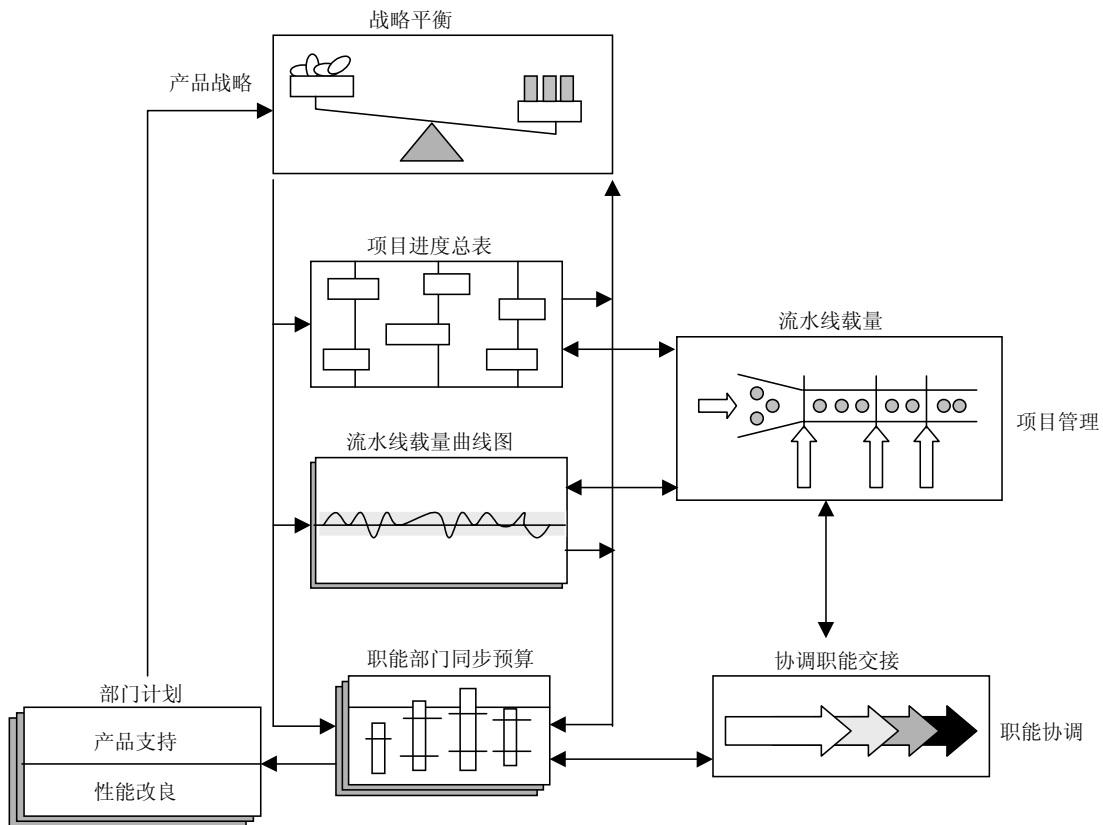 战略平衡
产品战略
项目进度总表
流水线载量
项目管理
流水线载量曲线图
职能部门同步预算
协调职能交接
部门计划
产品支持
职能协调
性能改良